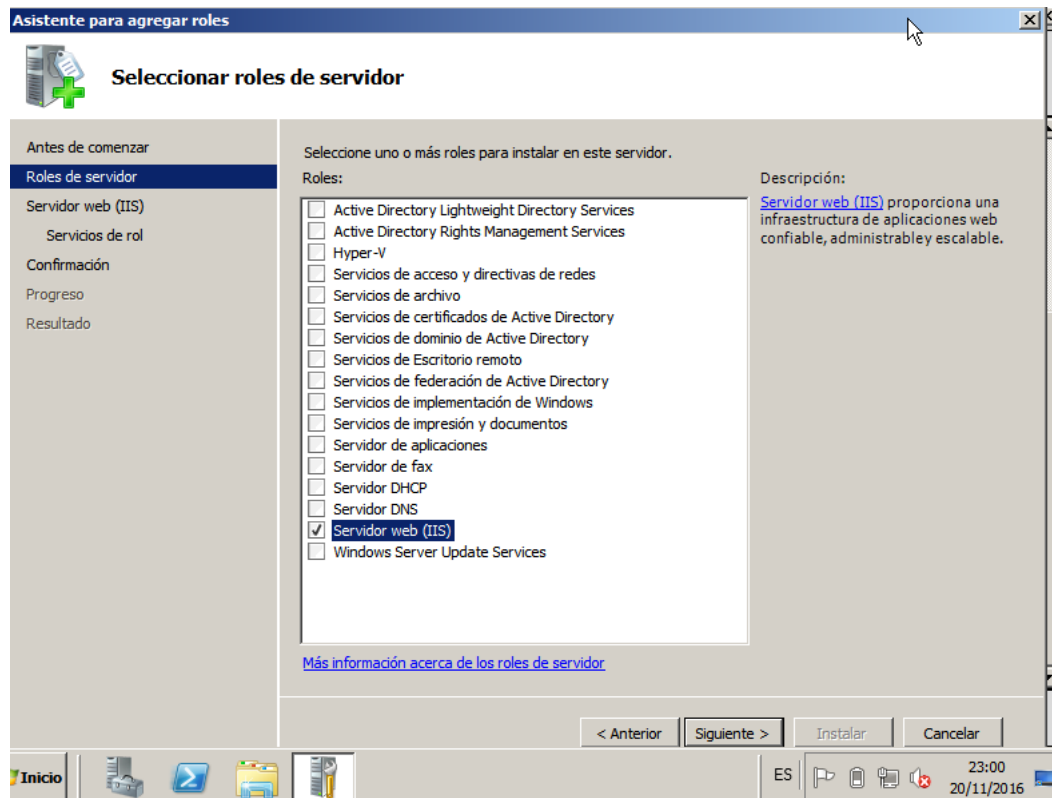 Asistente para agregar roles
Seleccionar roles de servidor
Antes de comenzar
Roles de servidor
Servidor web (IIS)
Servicios de rol
Confirmación
Progreso
Resultado
Seleccione uno o más roles para instalar en este servidor.
Roles:
Active Directory Lightweight Directory Services
Active Directory Rights Management Services
Hyper-V
Servicios de acceso y directivas de redes
Servicios de archivo
Servicios de certificados de Active Directory
Servicios de dominio de Active Directory
Servicios de Escritorio remoto
Servicios de federación de Active Directory
Servicios de implementación de Windows
Servicios de impresión y documentos
Servidor de aplicaciones
Servidor de fax
Servidor DHCP
Servidor DNS
Servidor web (IIS)
Windows Server Update Services
Más información acerca de los roles de servidor
Descripción:
Servidor web (IIS) proporciona una
infraestructura de aplicaciones web
confiable, administrabley escalable.
< Anterior
Siguiente >
Instalar
Cancelar
Inicio
ES
23:00
20/11/2016